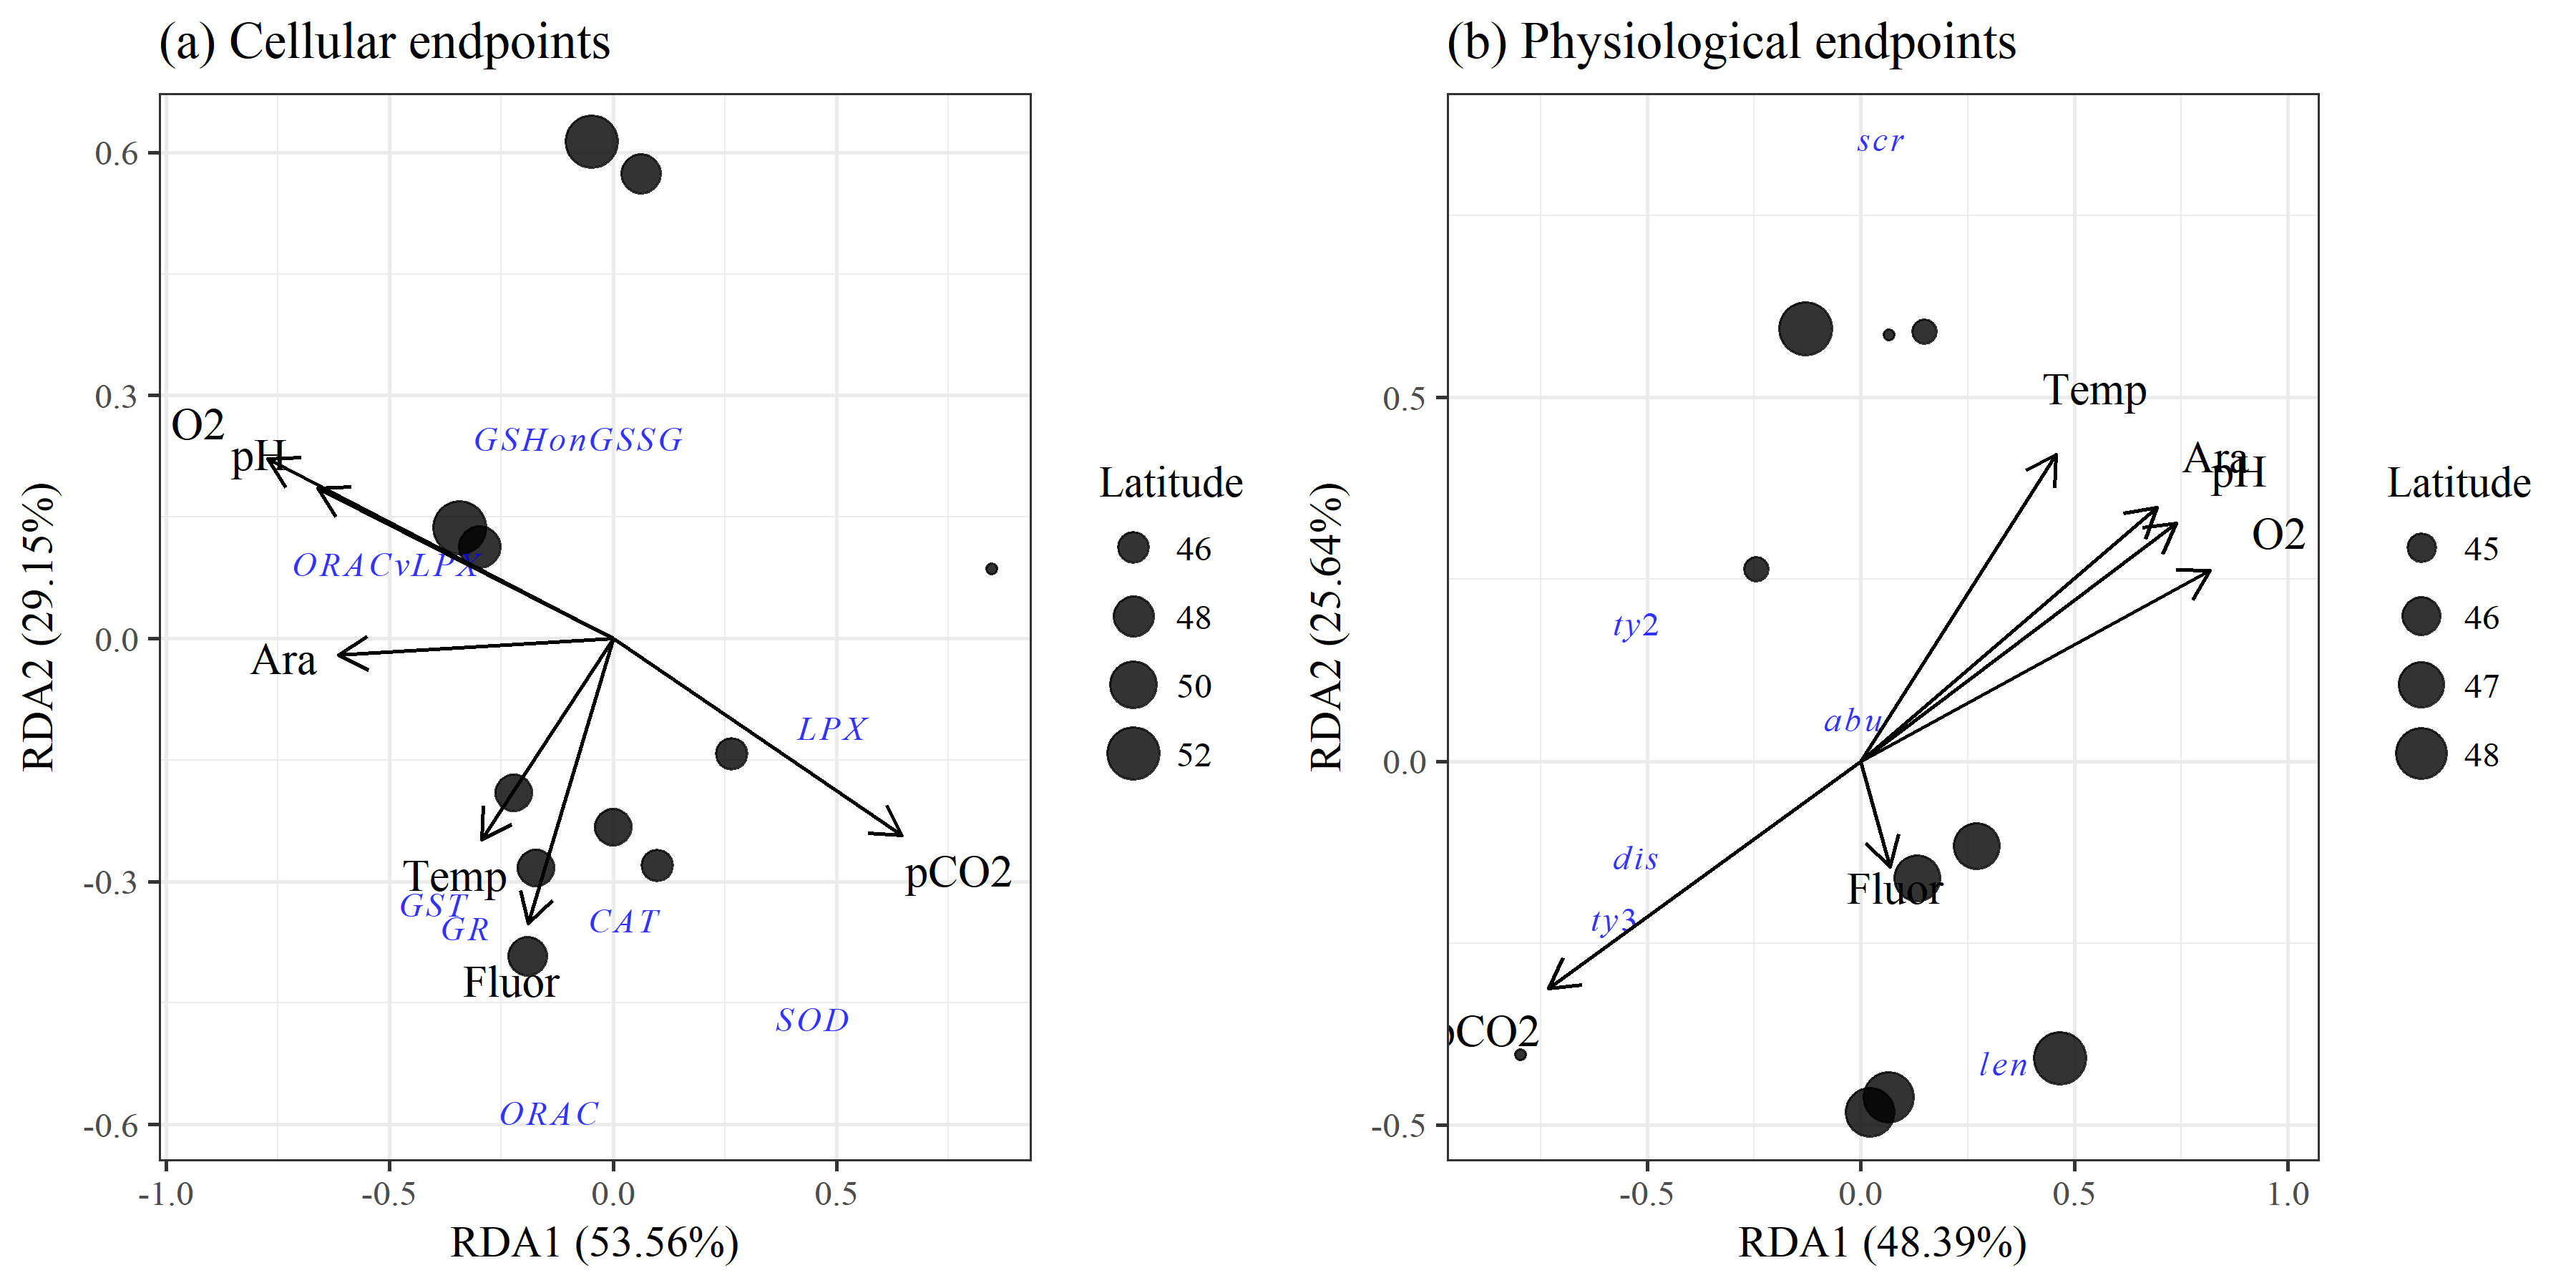 (a) Cellular endpoints
0.6
0.3
0.0
-0.3
-0.6
RDA2 (29.15%)
O2
pH
GSHonGSSG
ORACvLPX
Ara
LPX
Temp
pCO2
GST
GR
CAT
Fluor
SOD
ORAC
-1.0
-0.5
0.0
0.5
RDA1 (53.56%)
Latitude
46
48
50
52
(b) Physiological endpoints
0.5
0.0
-0.5
RDA2 (25.64%)
scr
Temp
Ara
pH
O2
ty2
abu
dis
Fluor
ty3
pCO2
len
-0.5
0.0
0.5
1.0
RDA1 (48.39%)
Latitude
45
46
47
48